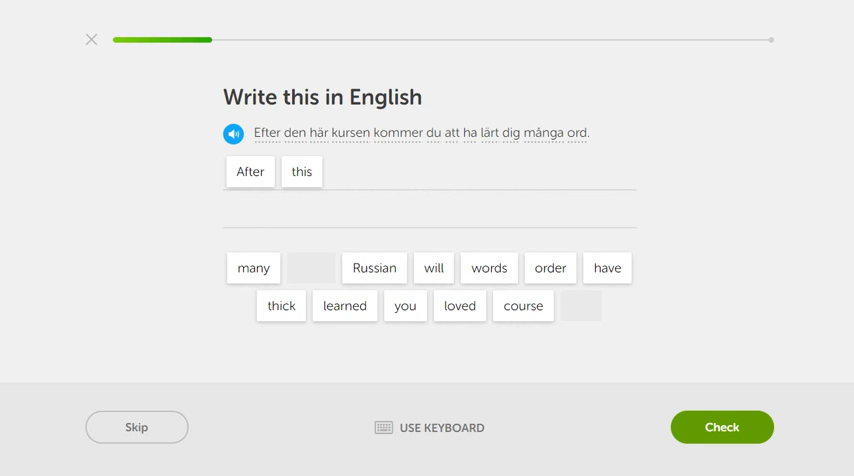 Write this in English
Efter den här kursen kommer du att ha lärt dig många ord.
After this
many Russian will words order have
thick learned you loved course
Skip USE KEYBOARD Check